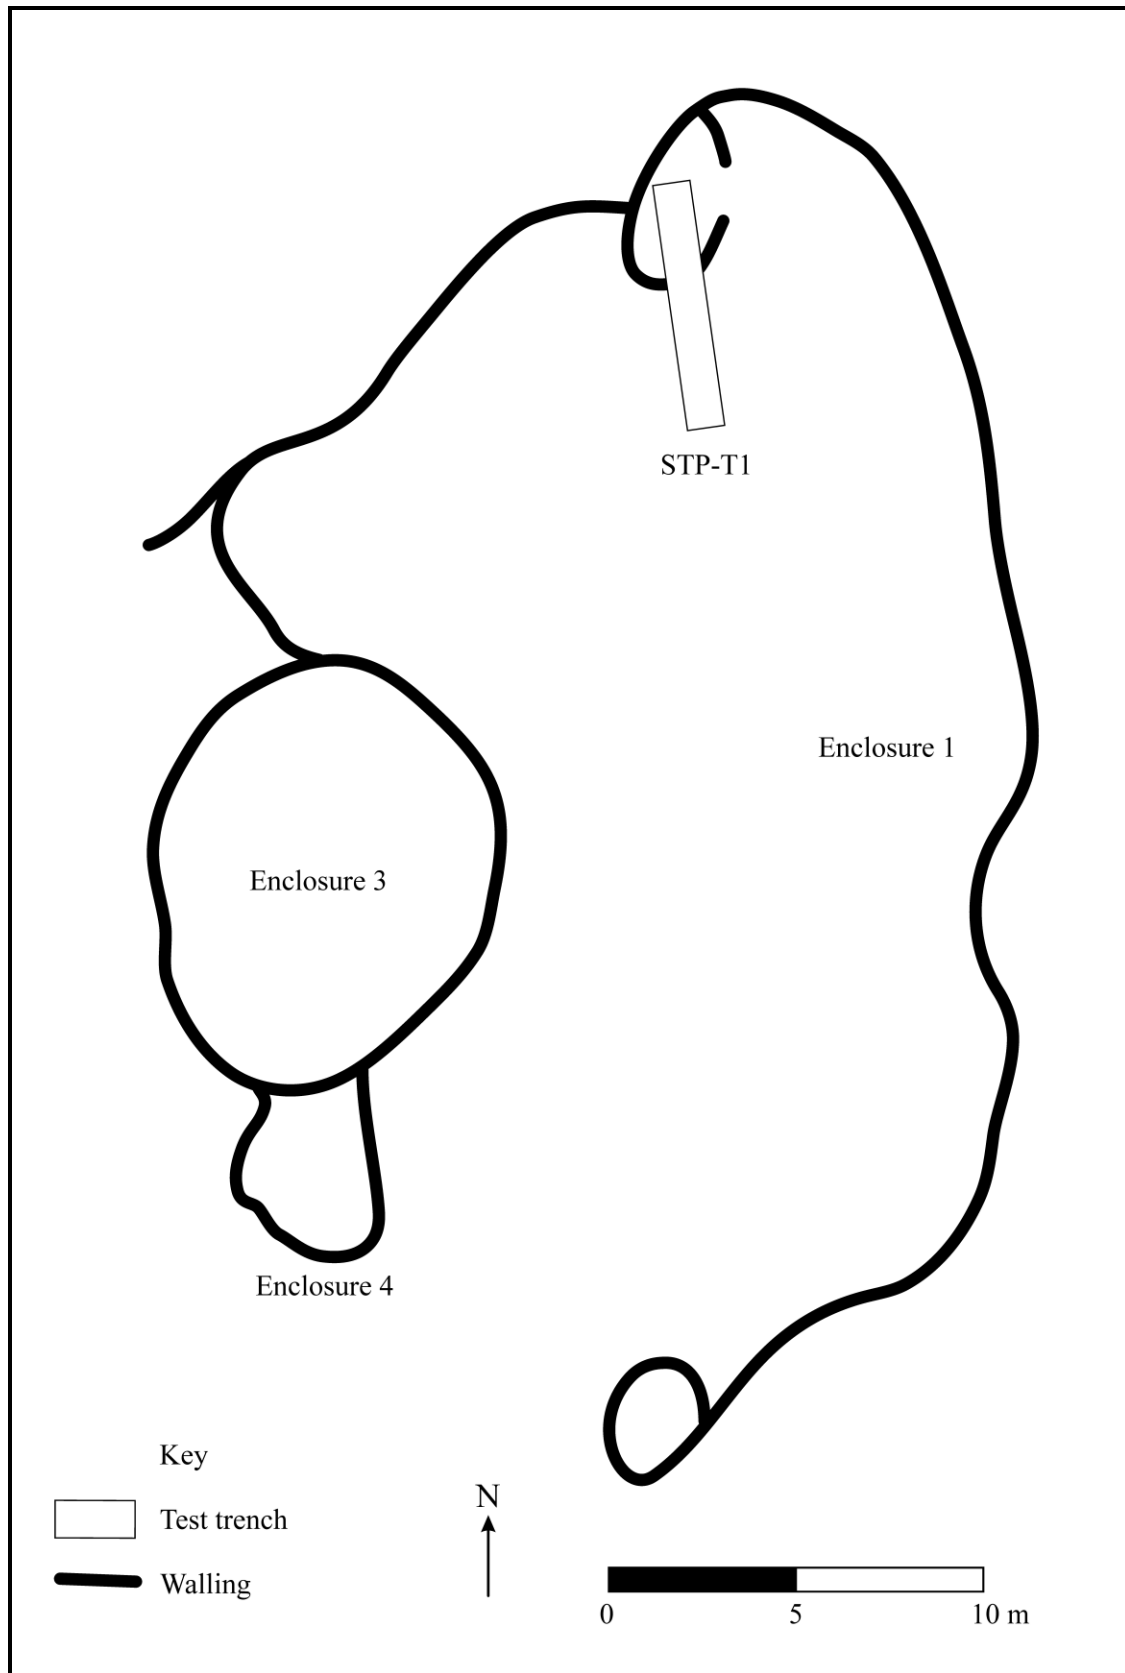 STP-T1
Enclosure 1
Enclosure 3
Enclosure 4
Key
Test trench
Walling
N
0 5 10 m